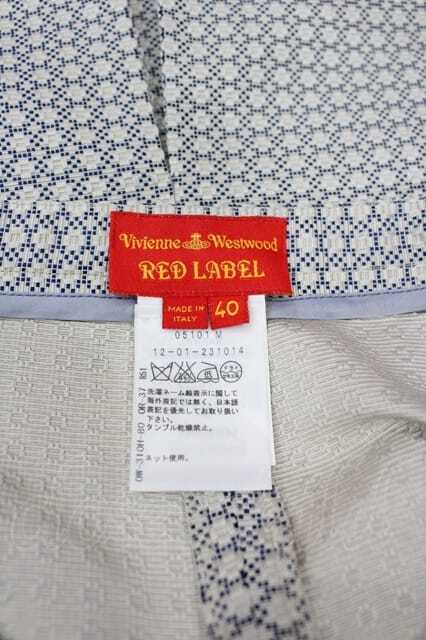 Vivienne Westwood
RED LABEL
MADE IN
ITALY
40
05101 M
12-01-231014
洗濯ネーム輸表示に関して
海外表記では無く、日本語
表記を優先してお取り扱い
下さい。
タンブル乾燥禁止。
ネット使用。